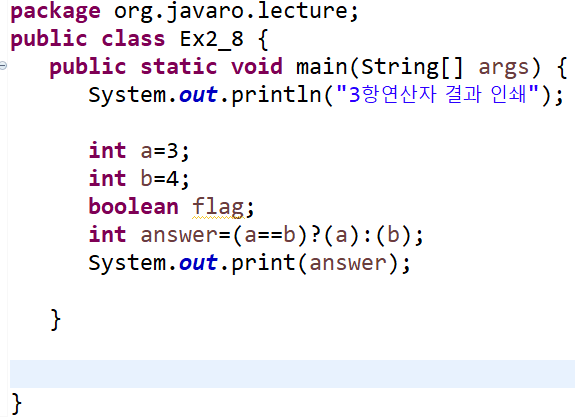 package org.javaro.lecture;
public class Ex2_8 {
public static void main(String[] args) {
System.out.println("3항연산자 결과 인쇄");
int a=3;
int b=4;
boolean flag;
int answer=(a==b)?(a):(b);
System.out.print(answer);
}
}